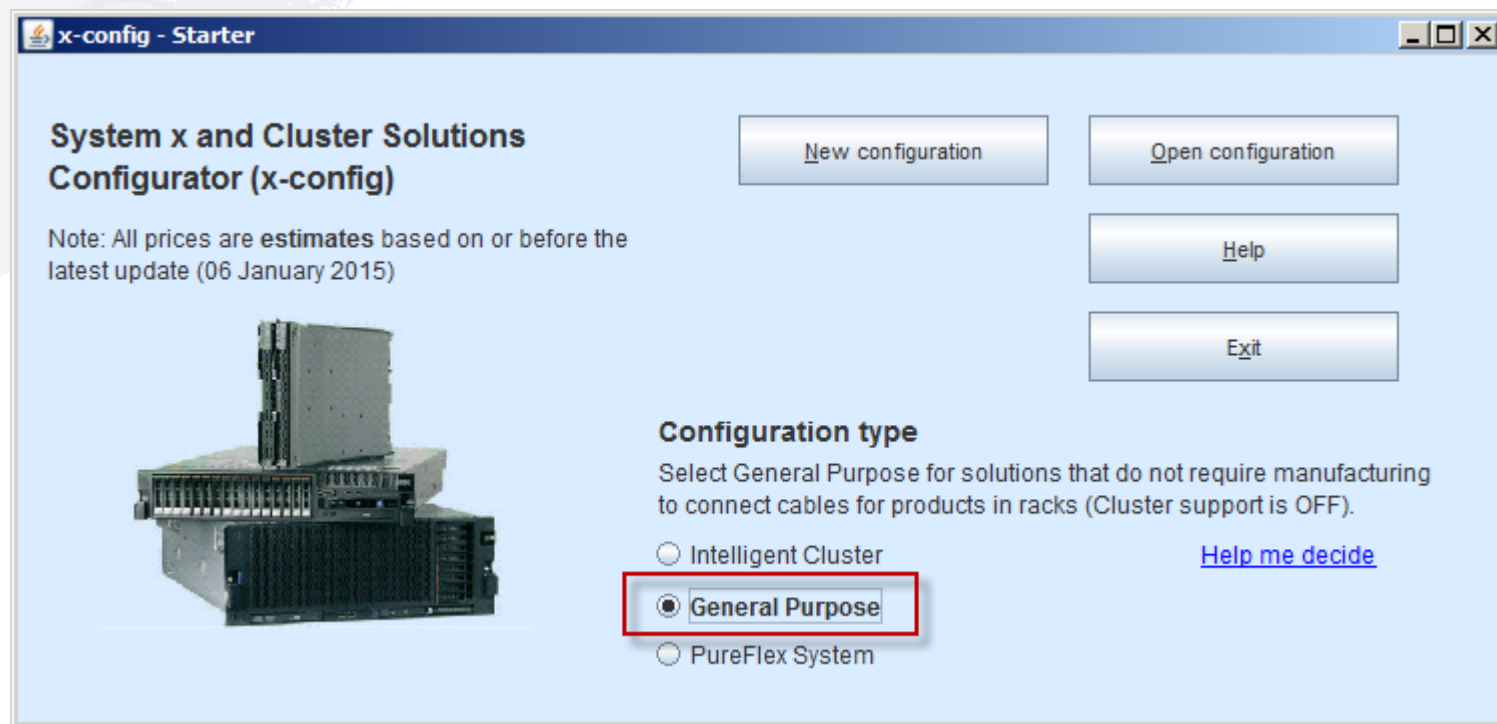 x-config - Starter
System x and Cluster Solutions
Configurator (x-config)
Note: All prices are estimates based on or before the
latest update (06 January 2015)
New configuration
Open configuration
Help
Exit
Configuration type
Select General Purpose for solutions that do not require manufacturing
to connect cables for products in racks (Cluster support is OFF).
Intelligent Cluster
Help me decide
General Purpose
PureFlex System